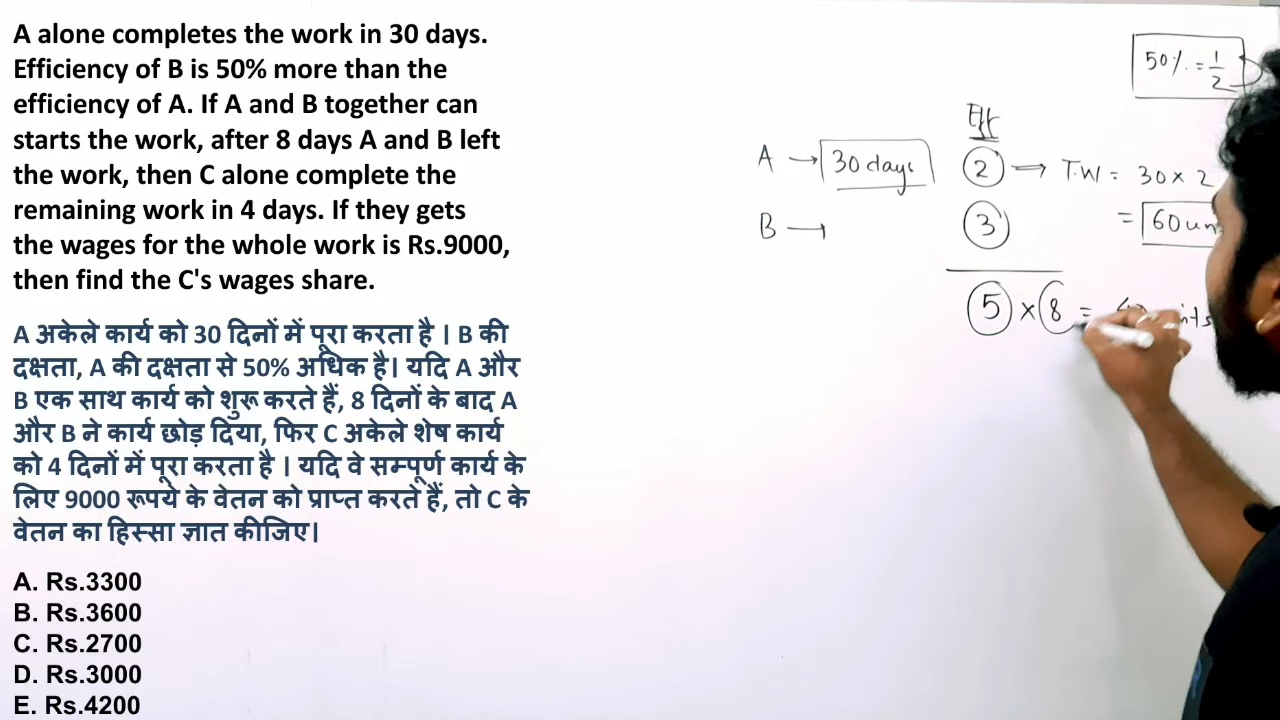 A alone completes the work in 30 days.
Efficiency of B is 50% more than the
efficiency of A. If A and B together can
starts the work, after 8 days A and B left
the work, then C alone complete the
remaining work in 4 days. If they gets
the wages for the whole work is Rs.9000,
then find the C's wages share.
A अकेले कार्य को 30 दिनों में पूरा करता है । B की
दक्षता, A की दक्षता से 50% अधिक है। यदि A और
B एक साथ कार्य को शुरू करते हैं, 8 दिनों के बाद A
और B ने कार्य छोड़ दिया, फिर C अकेले शेष कार्य
को 4 दिनों में पूरा करता है । यदि वे सम्पूर्ण कार्य के
लिए 9000 रूपये के वेतन को प्राप्त करते हैं, तो C के
वेतन का हिस्सा ज्ञात कीजिए।
A. Rs.3300
B. Rs.3600
C. Rs.2700
D. Rs.3000
E. Rs.4200
50% = 1/2
Eff
A → 30 days 2 → T.W = 30 × 2
B → 3 = 60 un
5 × 8 =